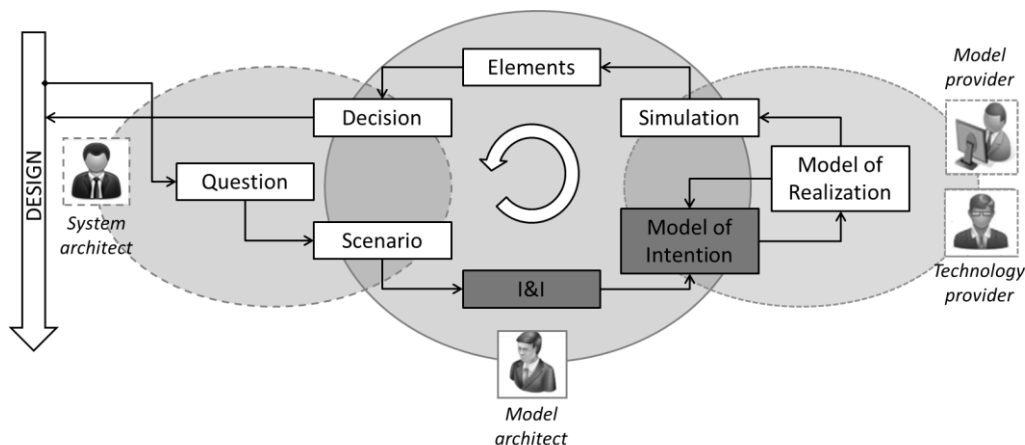 DESIGN
System
architect
Question
Decision
Scenario
Elements
I&I
Simulation
Model of
Intention
Model of
Realization
Model
architect
Model
provider
Technology
provider